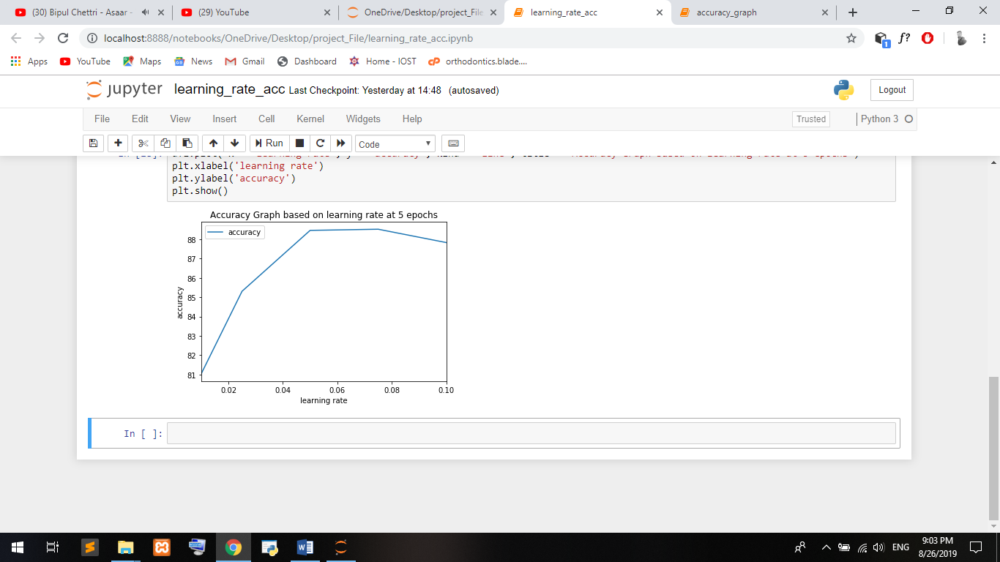 (30) Bipul Chettri - Asaar -
(29) YouTube
OneDrive/Desktop/project_File
learning_rate_acc
accuracy_graph
localhost:8888/notebooks/OneDrive/Desktop/project_File/learning_rate_acc.ipynb
f?
1
Apps YouTube Maps News Gmail Dashboard Home - IOST orthodontics.blade....
jupyter learning_rate_acc Last Checkpoint: Yesterday at 14:48 (autosaved)
Logout
File Edit View Insert Cell Kernel Widgets Help
Trusted
Python 3
Run
Code
plt.xlabel('learning rate')
plt.ylabel('accuracy')
plt.show()
Accuracy Graph based on learning rate at 5 epochs
accuracy
88
87
86
85
84
83
82
81
accuracy
0.02 0.04 0.06 0.08 0.10
learning rate
In [ ]:
ENG
9:03 PM
8/26/2019